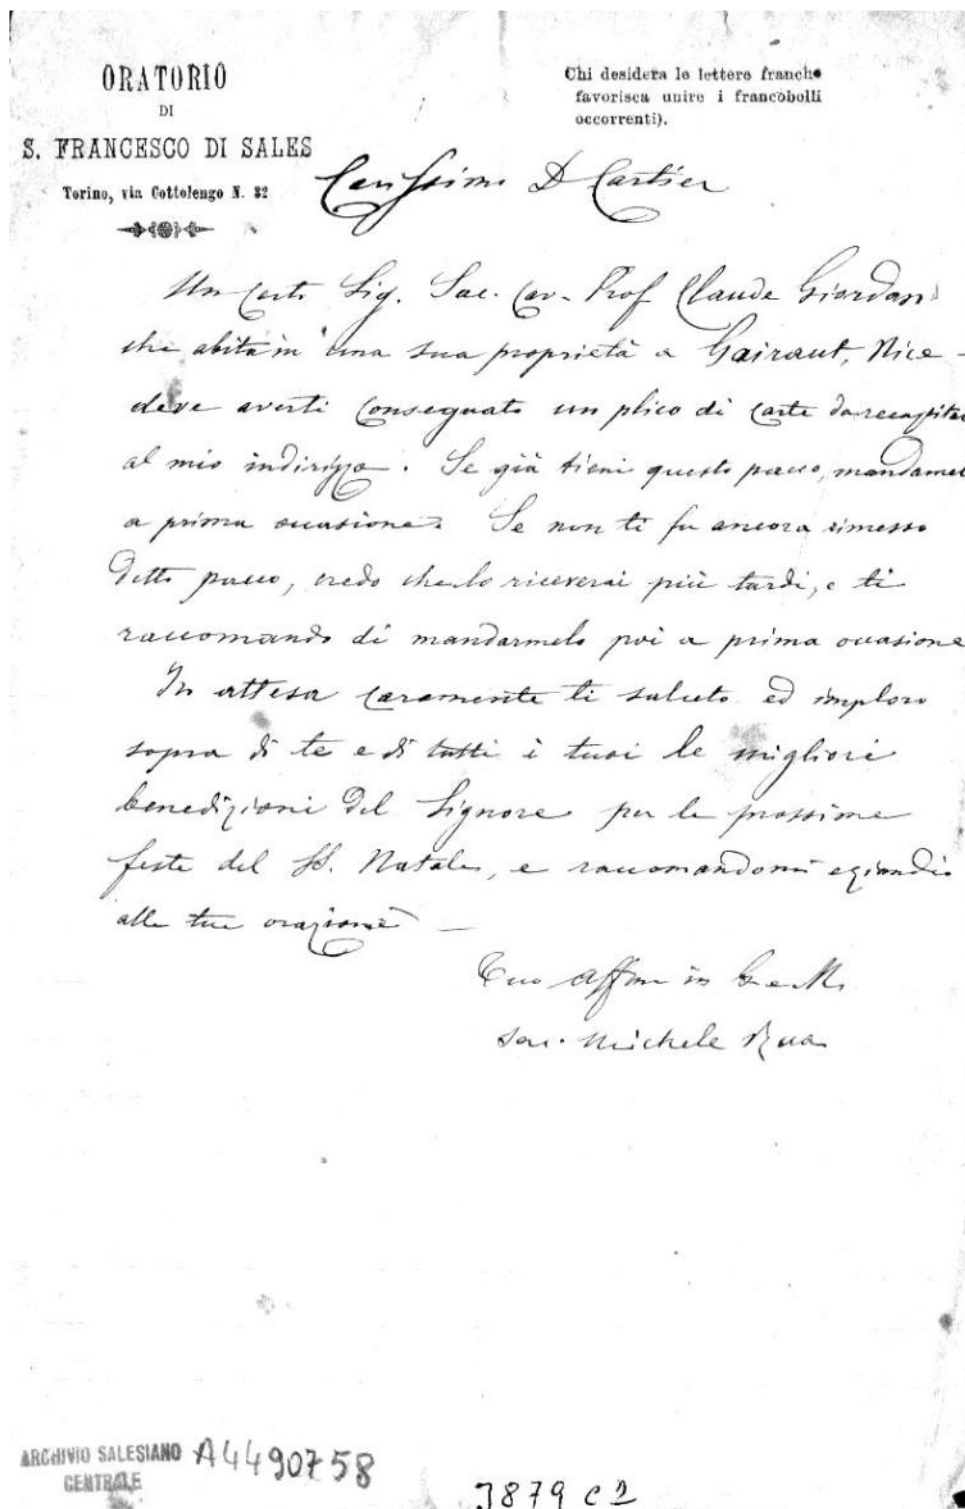 ORATORIO
DI
S. FRANCESCO DI SALES
Torino, via Cottolengo N. 32
Chi desidera le lettere franche
favorisca unire i francobolli
occorrenti).
Carissimo D Cartier
Un certo Sig. Sac. Cav. Prof Claude Giordan
che abita in una sua proprietà a Gairaut, Nice -
deve averti consegnato un plico di carte da recapitar
al mio indirizzo. Se già tieni questo pacco, mandamel
a prima occasione. Se non ti fu ancora rimesso
detto pacco, credo che lo riceverai più tardi, e ti
raccomando di mandarmelo poi a prima occasione
In attesa caramente ti saluto ed imploro
sopra di te e di tutti i tuoi le migliori
benedizioni del Signore per le prossime
feste del SS. Natale, e raccomandomi eziandio
alle tue orazioni -
Tuo affmo in G. e M.
Sac. Michele Rua
ARCHIVIO SALESIANO
CENTRALE
A4490758
3879 C2